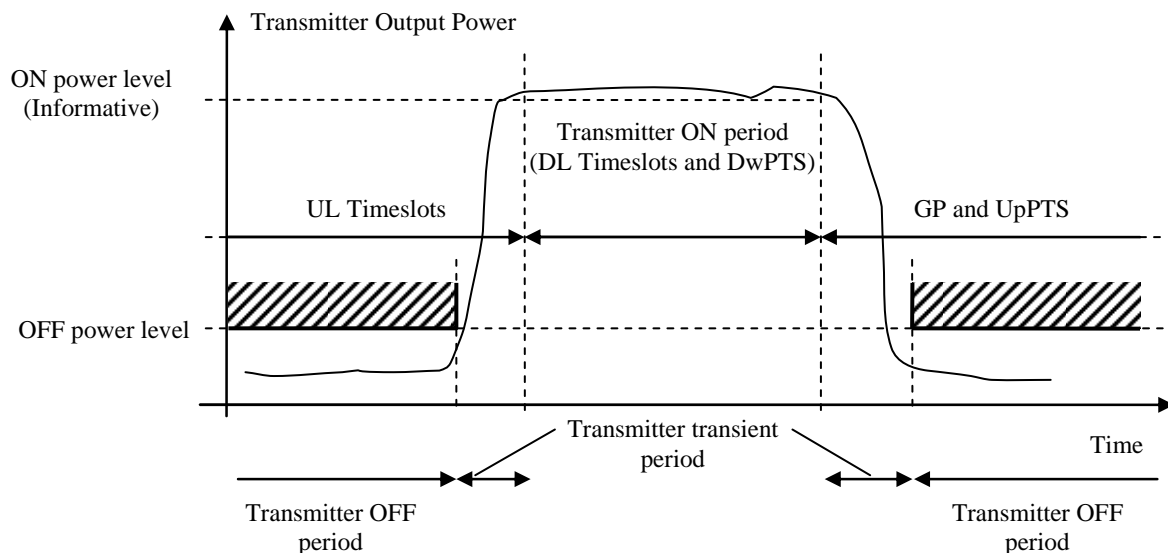 Transmitter Output Power
ON power level
(Informative)
Transmitter ON period
(DL Timeslots and DwPTS)
UL Timeslots
GP and UpPTS
OFF power level
Transmitter transient
period
Time
Transmitter OFF
period
Transmitter OFF
period